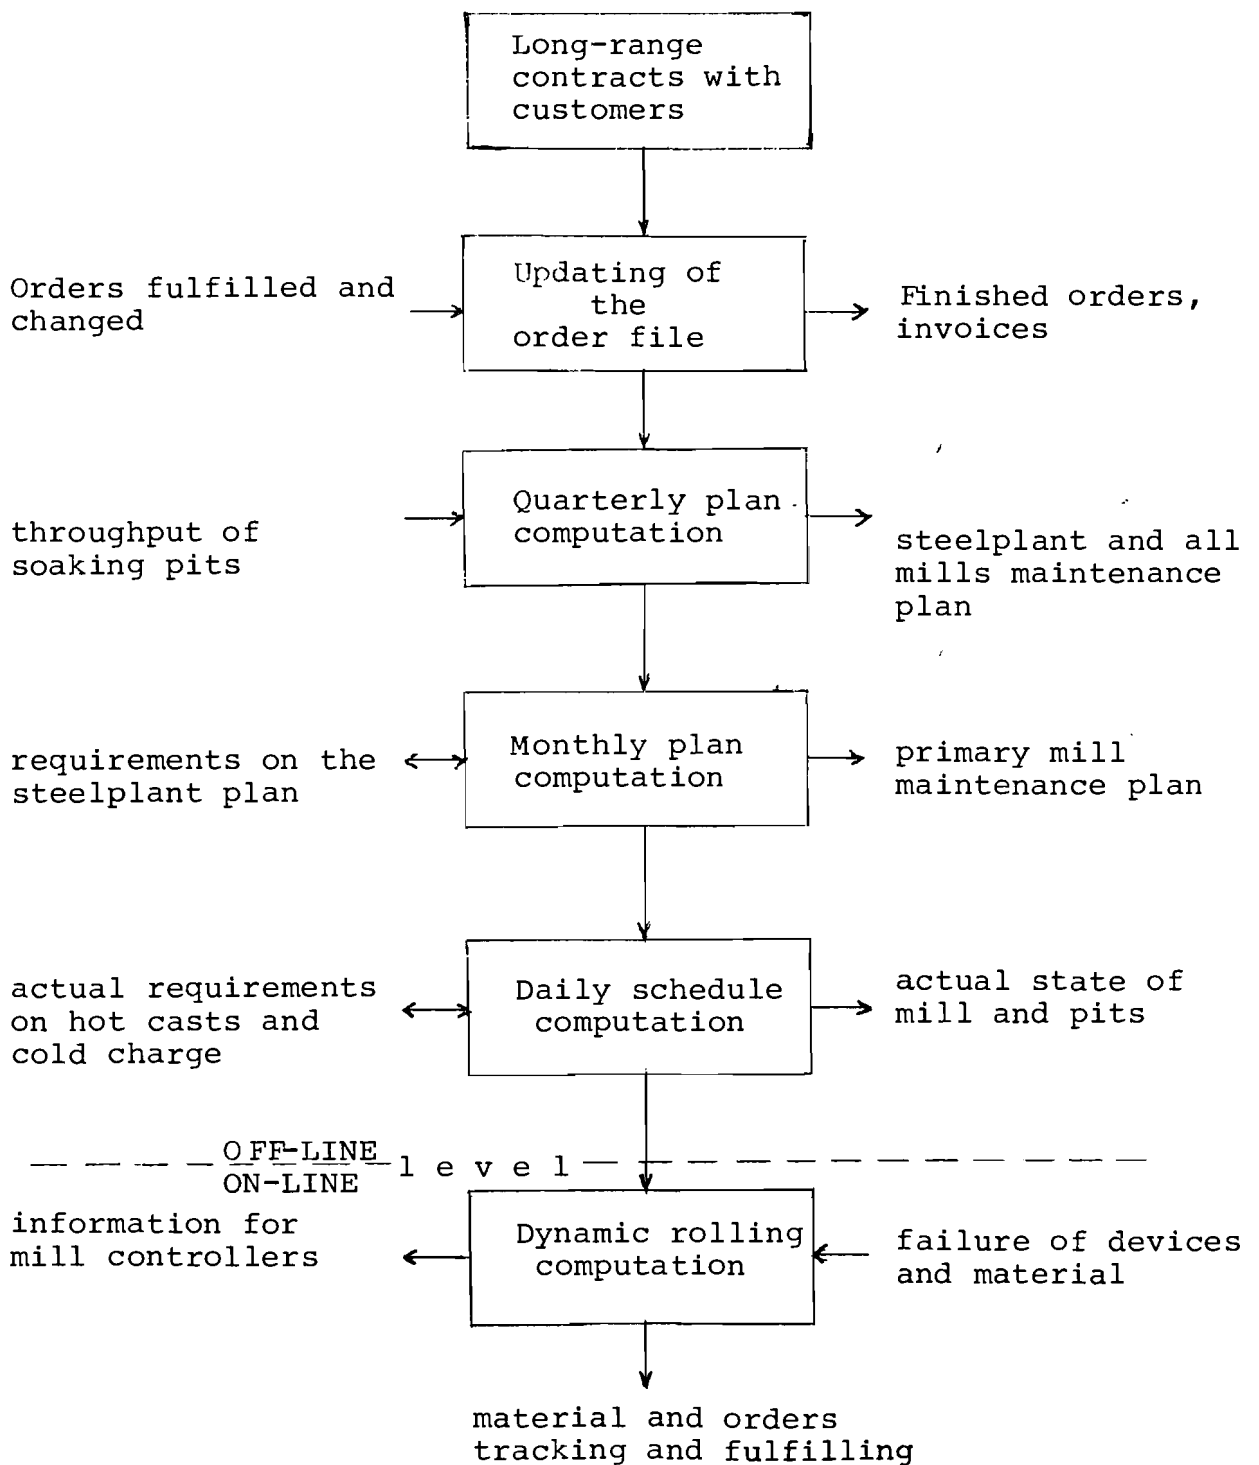 Long-range
contracts with
customers
Orders fulfilled and
changed
Updating of
the
order file
Finished orders,
invoices
throughput of
soaking pits
Quarterly plan
computation
steelplant and all
mills maintenance
plan
requirements on the
steelplant plan
Monthly plan
computation
primary mill
maintenance plan
actual requirements
on hot casts and
cold charge
Daily schedule
computation
actual state of
mill and pits
OFF-LINE
level
ON-LINE
information for
mill controllers
Dynamic rolling
computation
failure of devices
and material
material and orders
tracking and fulfilling